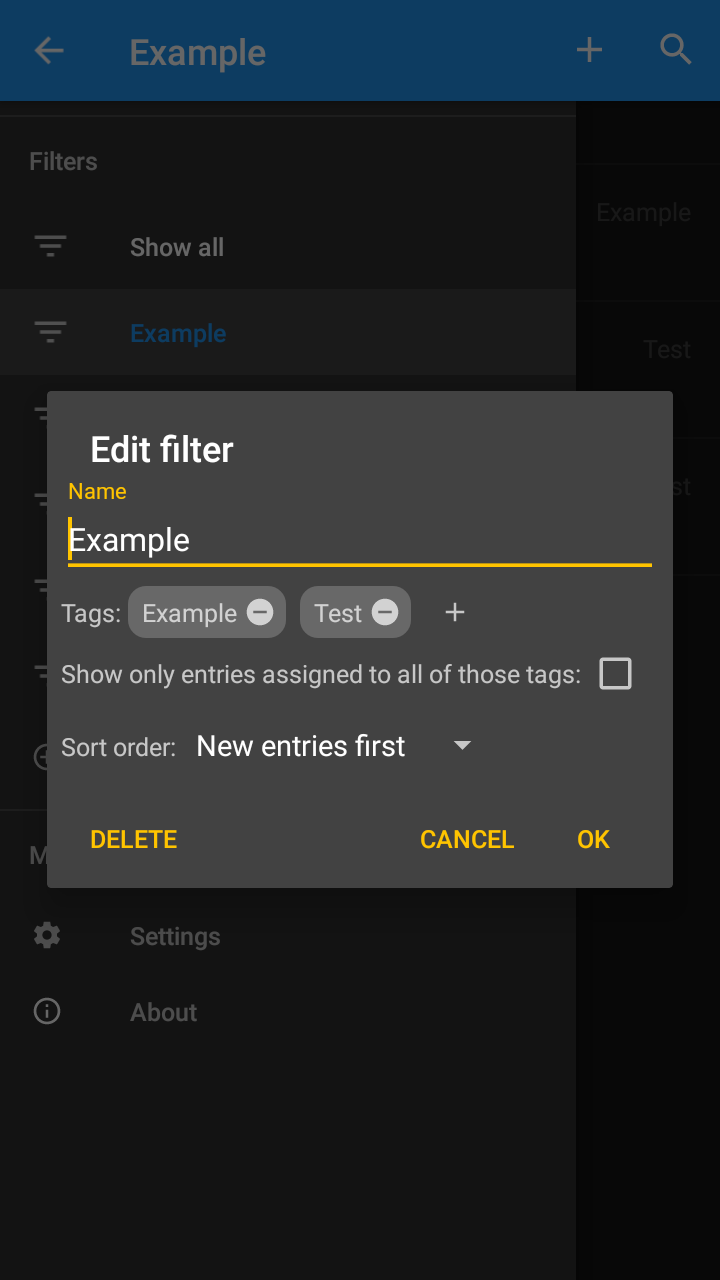 Example
Filters
Example
Show all
Example
Test
Edit filter
Name
Example
Tags: Example Test
Show only entries assigned to all of those tags:
Sort order: New entries first
DELETE CANCEL OK
Settings
About